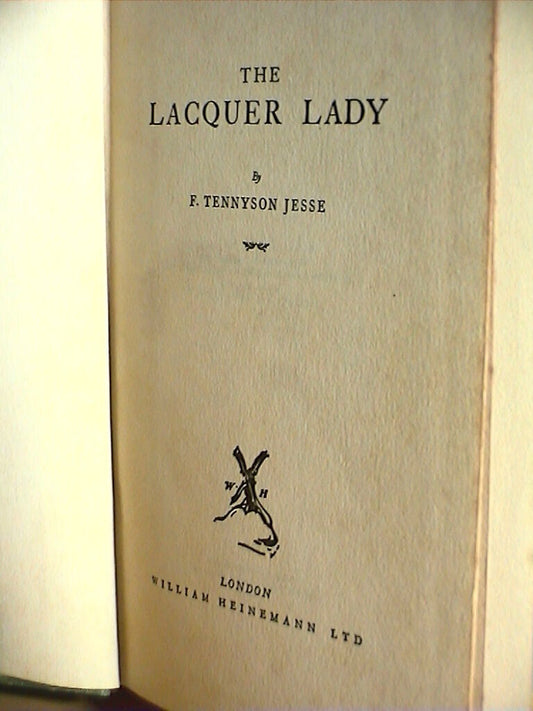 THE
LACQUER LADY
By
F. TENNYSON JESSE
W. H
LONDON
WILLIAM HEINEMANN LTD